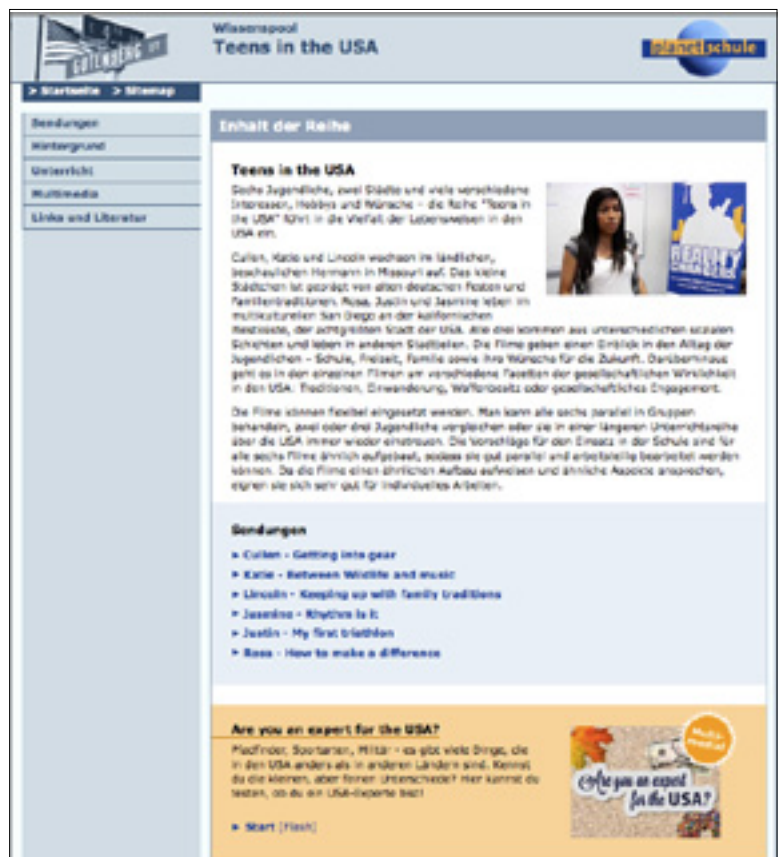 GUTENBERG
Wissenspool
Teens in the USA
planet schule
> Startseite > Sitemap
Sendungen
Hintergrund
Unterricht
Multimedia
Links und Literatur
Inhalt der Reihe
Teens in the USA
Sechs Jugendliche, zwei Städte und viele verschiedene
Interessen, Hobbys und Wünsche – die Reihe "Teens in
the USA" führt in die Vielfalt der Lebensweisen in den
USA ein.
Cullen, Katie und Lincoln wachsen im ländlichen,
beschaulichen Hermann in Missouri auf. Das kleine
Städtchen ist geprägt von alten deutschen Festen und
Familientraditionen. Rosa, Justin und Jasmine leben im
multikulturellen San Diego an der kalifornischen
Westküste, der achtgrößten Stadt der USA. Alle drei kommen aus unterschiedlichen sozialen
Schichten und leben in anderen Stadtteilen. Die Filme geben einen Einblick in den Alltag der
Jugendlichen – Schule, Freizeit, Familie sowie ihre Wünsche für die Zukunft. Darüberhinaus
geht es in den einzelnen Filmen um verschiedene Facetten der gesellschaftlichen Wirklichkeit
in den USA: Traditionen, Einwanderung, Waffenbesitz oder gesellschaftliches Engagement.
Die Filme können flexibel eingesetzt werden. Man kann alle sechs parallel in Gruppen
behandeln, zwei oder drei Jugendliche vergleichen oder sie in einer längeren Unterrichtsreihe
über die USA immer wieder einstreuen. Die Vorschläge für den Einsatz in der Schule sind für
alle sechs Filme ähnlich aufgebaut, sodass sie gut parallel und arbeitsteilig bearbeitet werden
können. Da die Filme einen ähnlichen Aufbau aufweisen und ähnliche Aspekte ansprechen,
eignen sie sich sehr gut für individuelles Arbeiten.
REALITY
CHANGERS
Sendungen
Cullen - Getting into gear
Katie - Between Wildlife and music
Lincoln - Keeping up with family traditions
Jasmine - Rhythm is it
Justin - My first triathlon
Rosa - How to make a difference
Are you an expert for the USA?
Pfadfinder, Sportarten, Militär - es gibt viele Dinge, die
in den USA anders als in anderen Ländern sind. Kennst
du die kleinen, aber feinen Unterschiede? Hier kannst du
testen, ob du ein USA-Experte bist!
Start [Flash]
Multi-
medial
Are you an expert
for the USA?